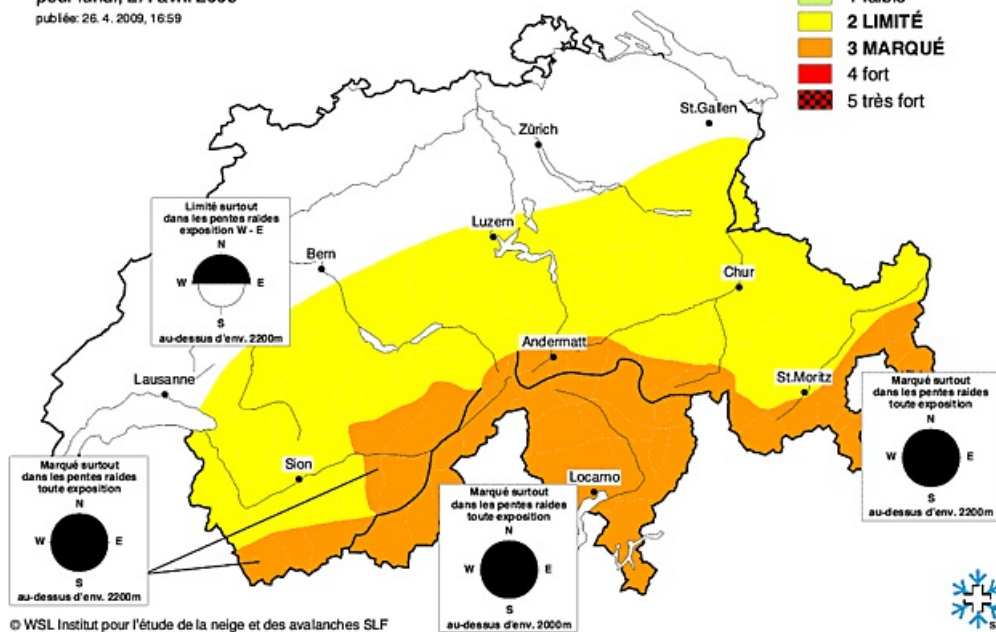 publiée: 26. 4. 2009, 16:59
2 LIMITÉ
3 MARQUÉ
4 fort
5 très fort
St.Gallen
Zürich
Limité surtout
dans les pentes raides
exposition W - E
N
W E
S
au-dessus d'env. 2200m
Luzern
Bern
Chur
Andermatt
Lausanne
St.Moritz
Marqué surtout
dans les pentes raides
toute exposition
N
W E
S
au-dessus d'env. 2200m
Sion
Marqué surtout
dans les pentes raides
toute exposition
N
W E
S
au-dessus d'env. 2200m
Locarno
Marqué surtout
dans les pentes raides
toute exposition
N
W E
S
au-dessus d'env. 2000m
© WSL Institut pour l'étude de la neige et des avalanches SLF